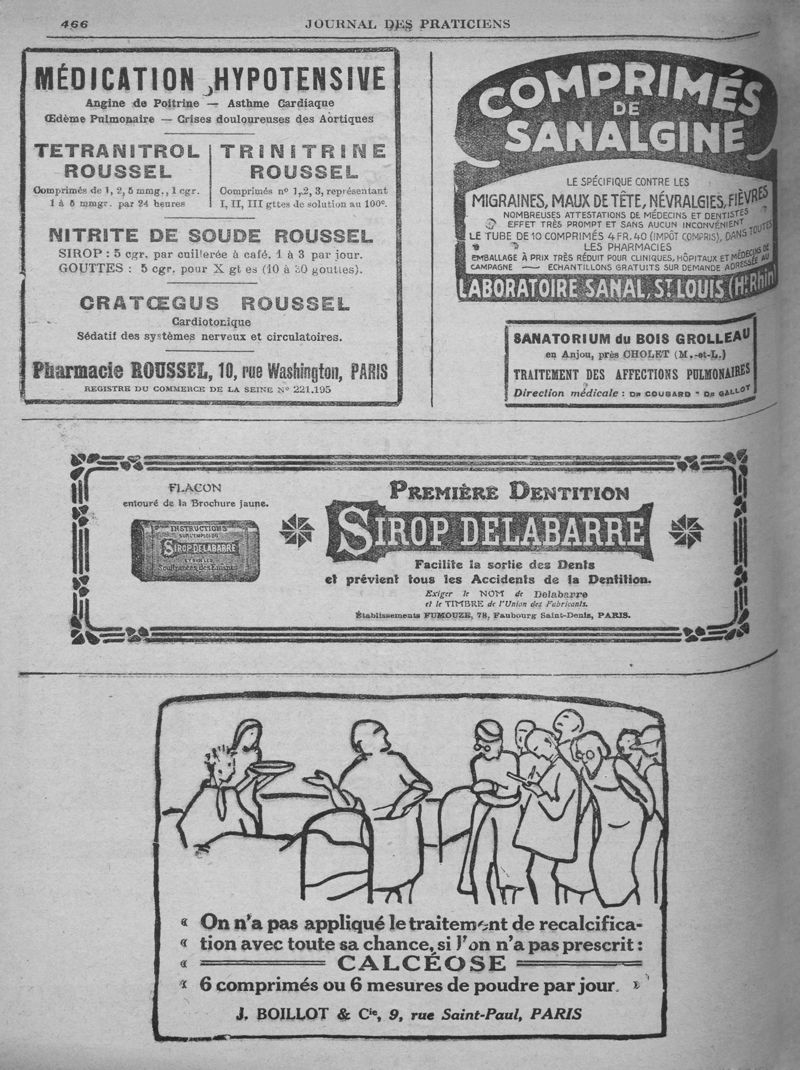 466
JOURNAL DES PRATICIENS
MÉDICATION HYPOTENSIVE
Angine de Poitrine — Asthme Cardiaque
Œdème Pulmonaire — Crises douloureuses des Aortiques
TETRANITROL
ROUSSEL
Comprimés de 1, 2, 5 mmg., 1 cgr.
1 à 5 mmgr. par 24 heures
TRINITRINE
ROUSSEL
Comprimés nº 1, 2, 3, représentant
I, II, III gttes de solution au 100e.
NITRITE DE SOUDE ROUSSEL
SIROP : 5 cgr. par cuillerée à café. 1 à 3 par jour.
GOUTTES : 5 cgr. pour X gtes (10 à 30 gouttes).
CRATŒGUS ROUSSEL
Cardiotonique
Sédatif des systèmes nerveux et circulatoires.
Pharmacie ROUSSEL, 10, rue Washington, PARIS
REGISTRE DU COMMERCE DE LA SEINE Nº 221.195
COMPRIMÉS
DE
SANALGINE
LE SPÉCIFIQUE CONTRE LES
MIGRAINES, MAUX DE TÊTE, NÉVRALGIES, FIÈVRES
NOMBREUSES ATTESTATIONS DE MÉDECINS ET DENTISTES
EFFET TRÈS PROMPT ET SANS AUCUN INCONVÉNIENT
LE TUBE DE 10 COMPRIMÉS 4 FR. 40 (IMPÔT COMPRIS), DANS TOUTES
LES PHARMACIES
EMBALLAGE À PRIX TRÈS RÉDUIT POUR CLINIQUES, HÔPITAUX ET MÉDECINS DE
CAMPAGNE — ECHANTILLONS GRATUITS SUR DEMANDE ADRESSÉE AU
LABORATOIRE SANAL, ST LOUIS (Ht Rhin)
SANATORIUM du BOIS GROLLEAU
en Anjou, près CHOLET (M.-et-L.)
TRAITEMENT DES AFFECTIONS PULMONAIRES
Direction médicale : Dr COUBARD - Dr GALLOT
FLACON
entouré de la Brochure jaune.
INSTRUCTIONS
SUR L'EMPLOI DU
SIROP DELABARRE
ET SUR LES
Souffrances des Enfants
PREMIÈRE DENTITION
SIROP DELABARRE
Facilite la sortie des Dents
et prévient tous les Accidents de la Dentition.
Exiger le NOM de Delabarre
et le TIMBRE de l'Union des Fabricants.
Établissements FUMOUZE, 78, Faubourg Saint-Denis, PARIS.
« On n'a pas appliqué le traitement de recalcifica-
« tion avec toute sa chance, si l'on n'a pas prescrit :
« CALCÉOSE
« 6 comprimés ou 6 mesures de poudre par jour. »
J. BOILLOT & Cie, 9, rue Saint-Paul, PARIS